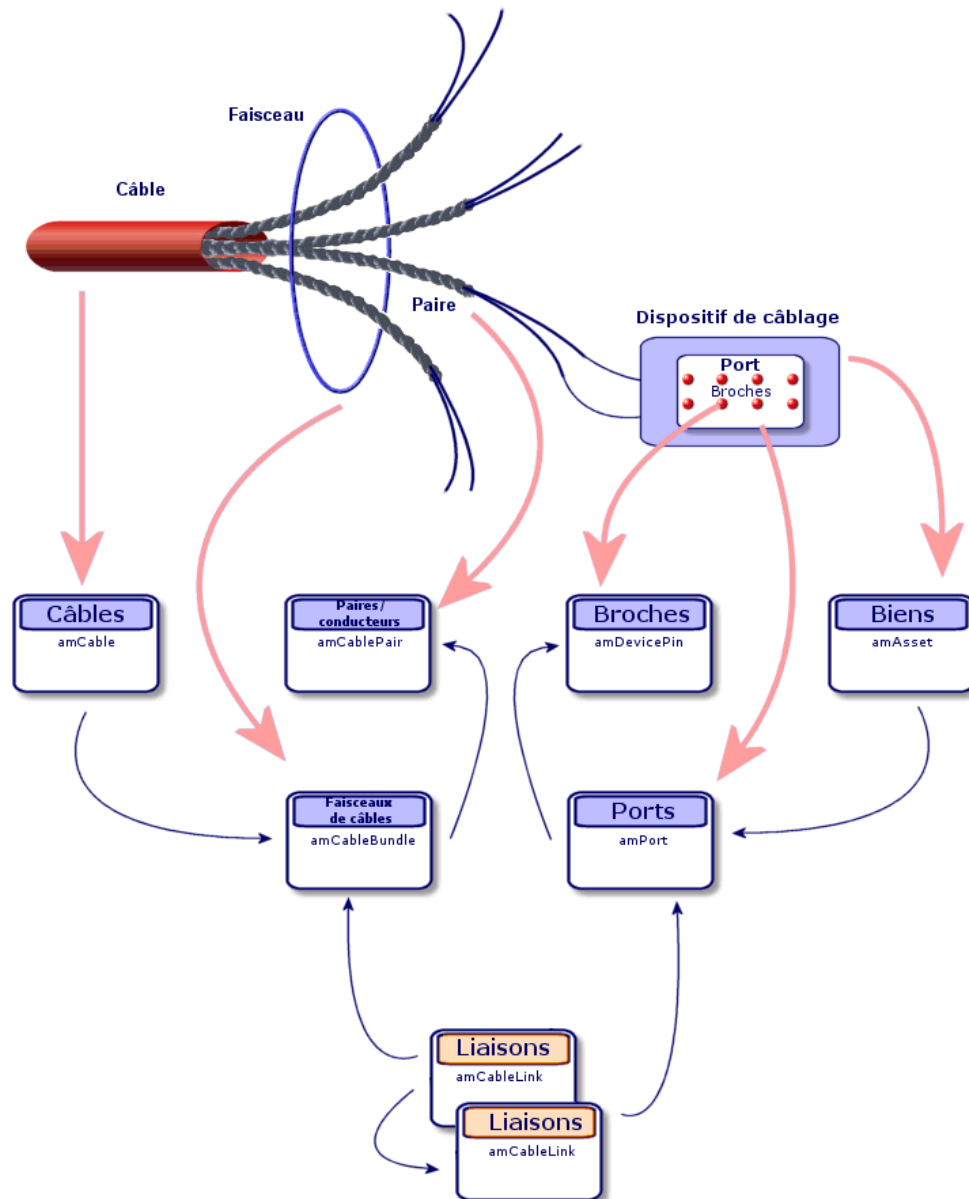 Faisceau
Câble
Paire
Dispositif de câblage
Port
Broches
Câbles
amCable
Paires/
conducteurs
amCablePair
Broches
amDevicePin
Biens
amAsset
Faisceaux
de câbles
amCableBundle
Ports
amPort
Liaisons
amCableLink
Liaisons
amCableLink